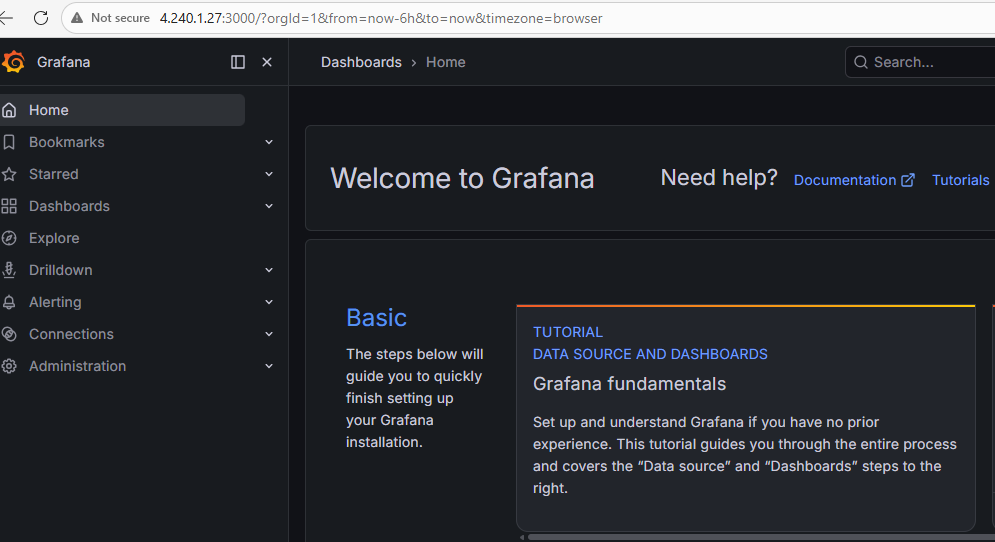 Not secure 4.240.1.27:3000/?orgId=1&from=now-6h&to=now&timezone=browser
Grafana
Dashboards › Home
Search...
Home
Bookmarks
Starred
Dashboards
Explore
Drilldown
Alerting
Connections
Administration
Welcome to Grafana
Need help? Documentation Tutorials
Basic
The steps below will
guide you to quickly
finish setting up
your Grafana
installation.
TUTORIAL
DATA SOURCE AND DASHBOARDS
Grafana fundamentals
Set up and understand Grafana if you have no prior
experience. This tutorial guides you through the entire process
and covers the “Data source” and “Dashboards” steps to the
right.